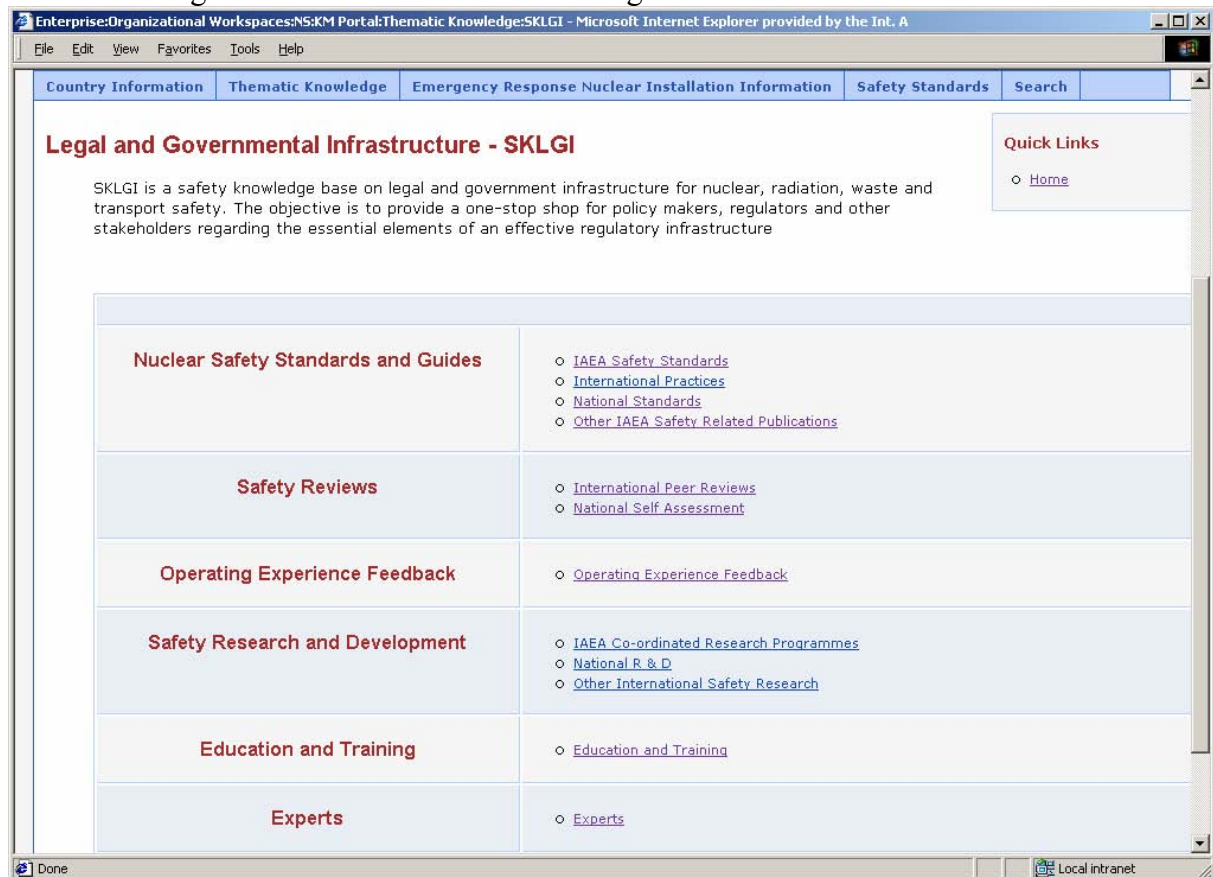 Enterprise:Organizational Workspaces:NS:KM Portal:Thematic Knowledge:SKLGI - Microsoft Internet Explorer provided by the Int. A
File Edit View Favorites Tools Help
Country Information Thematic Knowledge Emergency Response Nuclear Installation Information Safety Standards Search
Legal and Governmental Infrastructure - SKLGI
SKLGI is a safety knowledge base on legal and government infrastructure for nuclear, radiation, waste and
transport safety. The objective is to provide a one-stop shop for policy makers, regulators and other
stakeholders regarding the essential elements of an effective regulatory infrastructure
Quick Links
Home
Nuclear Safety Standards and Guides
IAEA Safety Standards
International Practices
National Standards
Other IAEA Safety Related Publications
Safety Reviews
International Peer Reviews
National Self Assessment
Operating Experience Feedback
Operating Experience Feedback
Safety Research and Development
IAEA Co-ordinated Research Programmes
National R & D
Other International Safety Research
Education and Training
Education and Training
Experts
Experts
Done
Local intranet